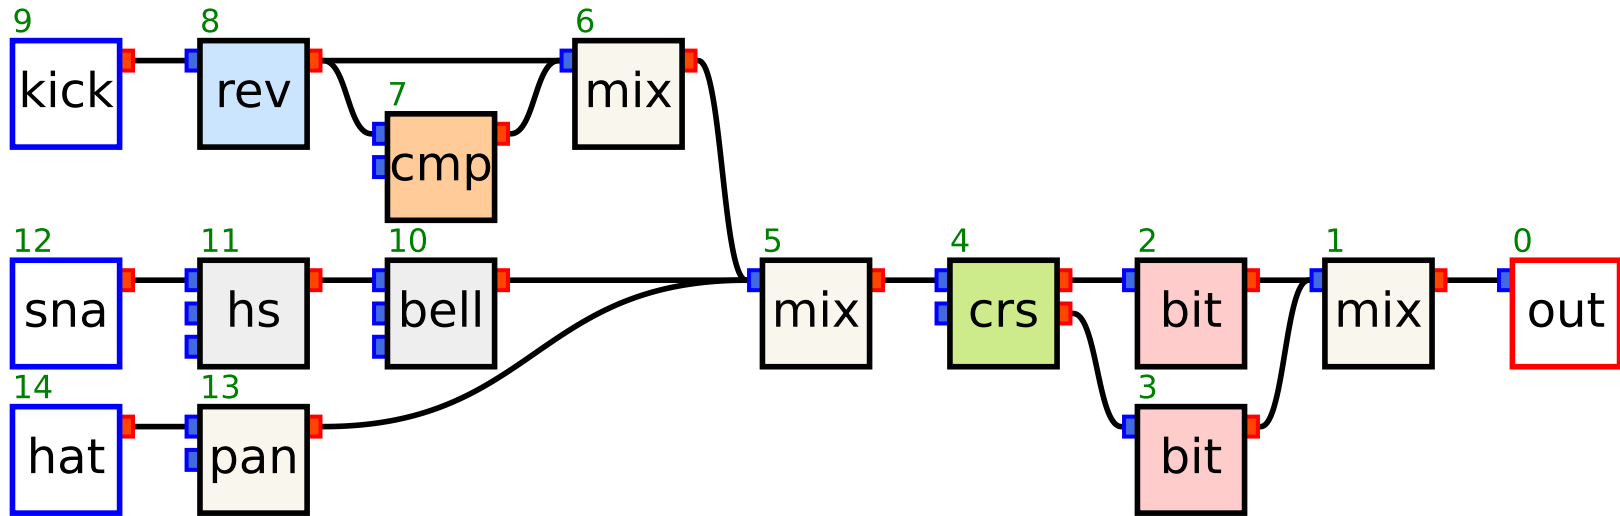 9 8 6
kick rev mix
7
cmp
12 11 10 5 4 2 1 0
sna hs bell mix crs bit mix out
14 13 3
hat pan bit